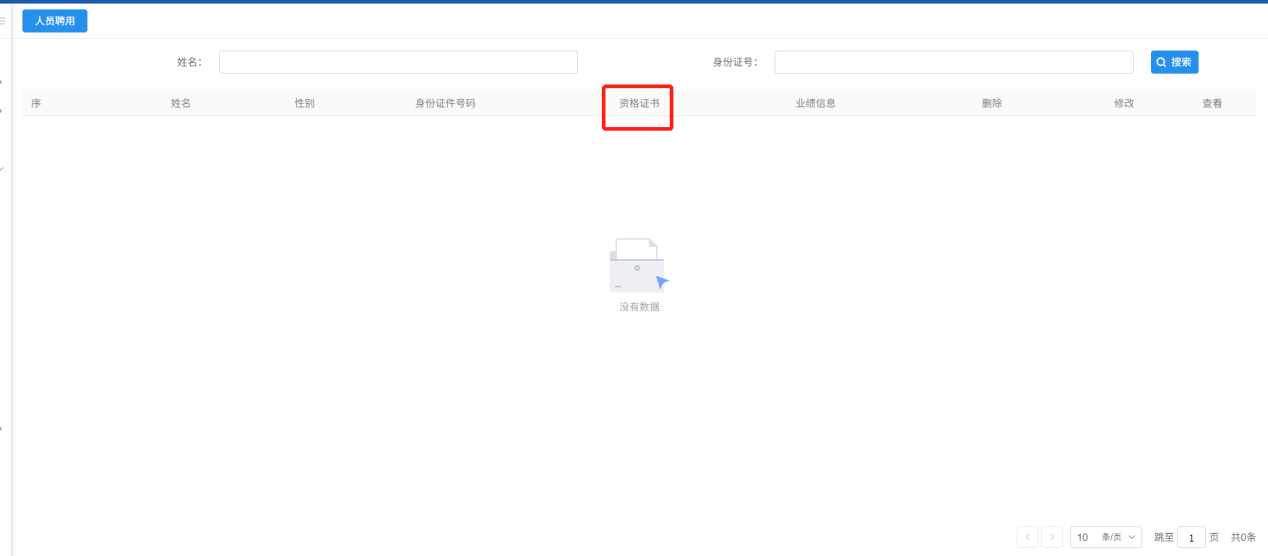 人员聘用
姓名： 身份证号： 搜索
序 姓名 性别 身份证件号码 资格证书 业绩信息 删除 修改 查看
没有数据
10 条/页 跳至 1 页 共0条